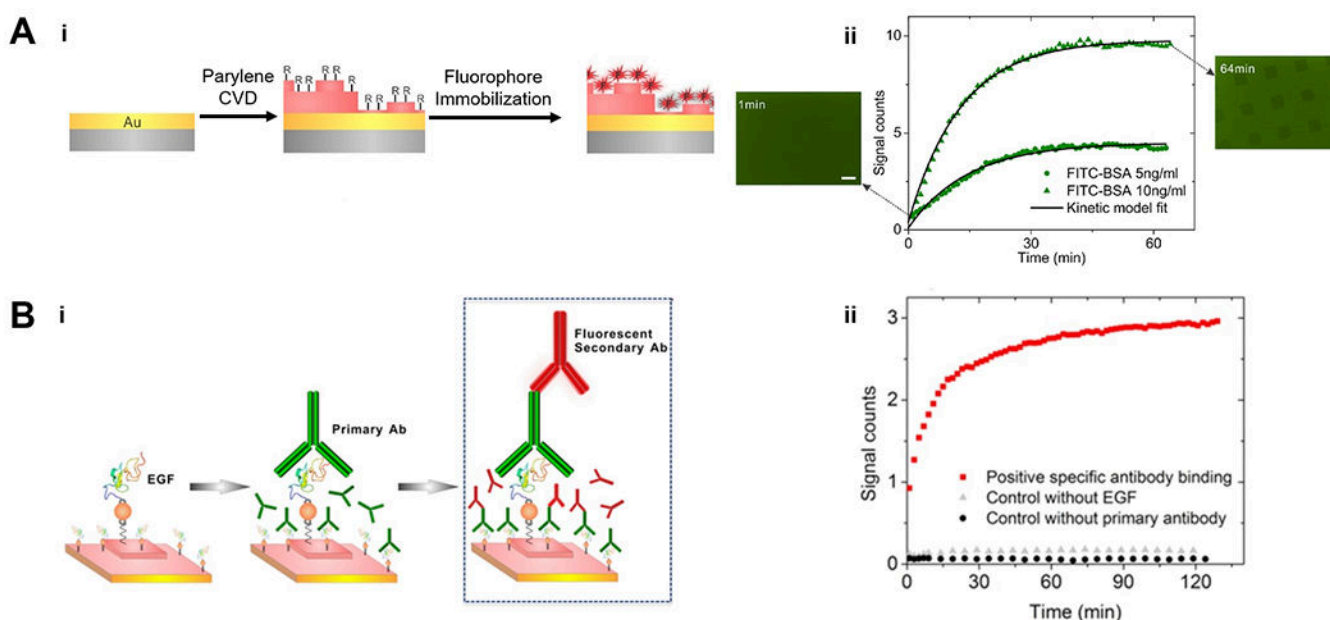 A
i
Parylene
CVD
Fluorophore
Immobilization
Au
R R R R R R R R
ii
Signal counts
10
5
0
0
30
60
Time (min)
1min
64min
FITC-BSA 5ng/ml
FITC-BSA 10ng/ml
Kinetic model fit
B
i
EGF
Primary Ab
Fluorescent
Secondary Ab
ii
Signal counts
3
2
1
0
0
30
60
90
120
Time (min)
Positive specific antibody binding
Control without EGF
Control without primary antibody